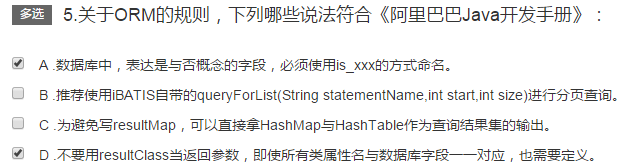 多选 5.关于ORM的规则，下列哪些说法符合《阿里巴巴Java开发手册》：
A .数据库中，表达是与否概念的字段，必须使用is_xxx的方式命名。
B .推荐使用iBATIS自带的queryForList(String statementName,int start,int size)进行分页查询。
C .为避免写resultMap，可以直接拿HashMap与HashTable作为查询结果集的输出。
D .不要用resultClass当返回参数，即使所有类属性名与数据库字段一一对应，也需要定义。